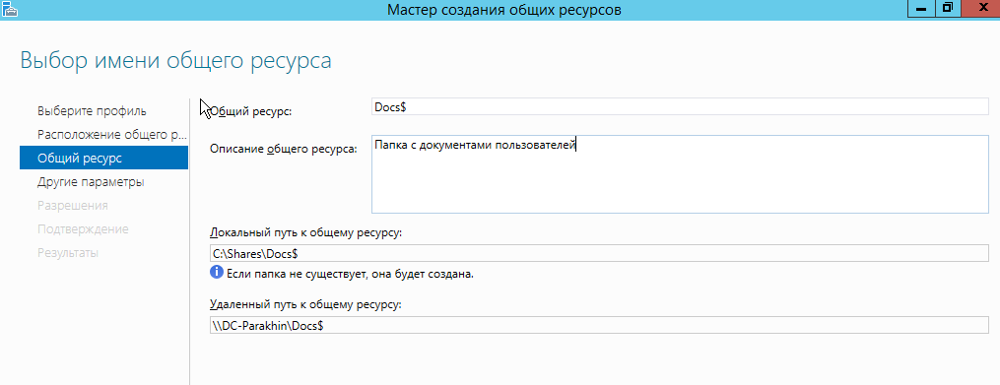 Мастер создания общих ресурсов
Выбор имени общего ресурса
Выберите профиль
Расположение общего р...
Общий ресурс
Другие параметры
Разрешения
Подтверждение
Результаты
Общий ресурс:
Docs$
Описание общего ресурса:
Папка с документами пользователей
Локальный путь к общему ресурсу:
C:\Shares\Docs$
Если папка не существует, она будет создана.
Удаленный путь к общему ресурсу:
\\DC-Parakhin\Docs$